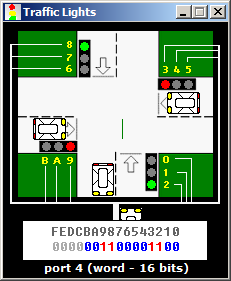 Traffic Lights
8
7
6
3 4 5
B A 9
0
1
2
FEDCBA9876543210
0000001100001100
port 4 (word - 16 bits)